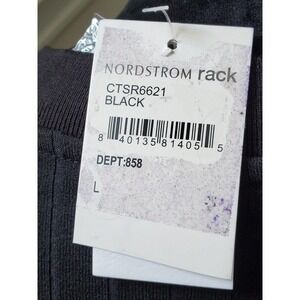 NORDSTROM rack
CTSR6621
BLACK
8 40135 81405 5
DEPT:858
L